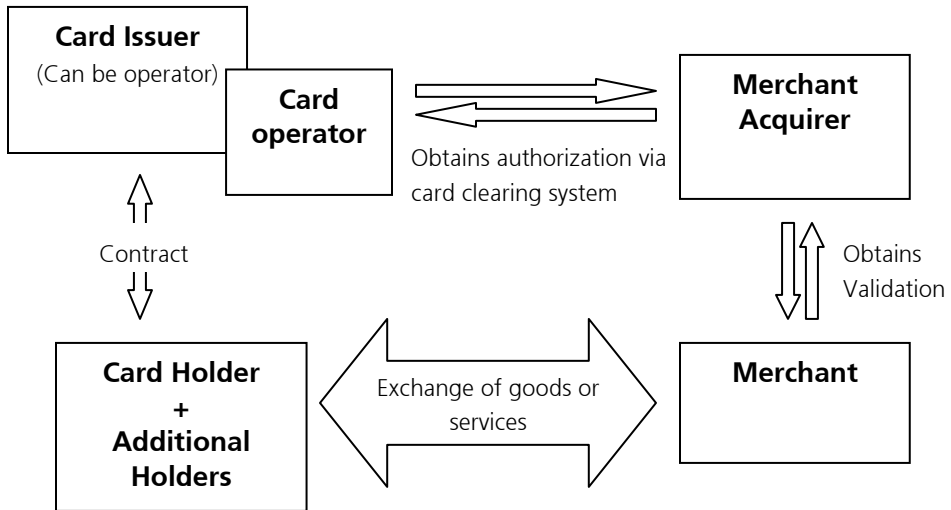 Card Issuer
(Can be operator)
Card
operator
Obtains authorization via
card clearing system
Merchant
Acquirer
Contract
Obtains
Validation
Card Holder
+
Additional
Holders
Exchange of goods or
services
Merchant